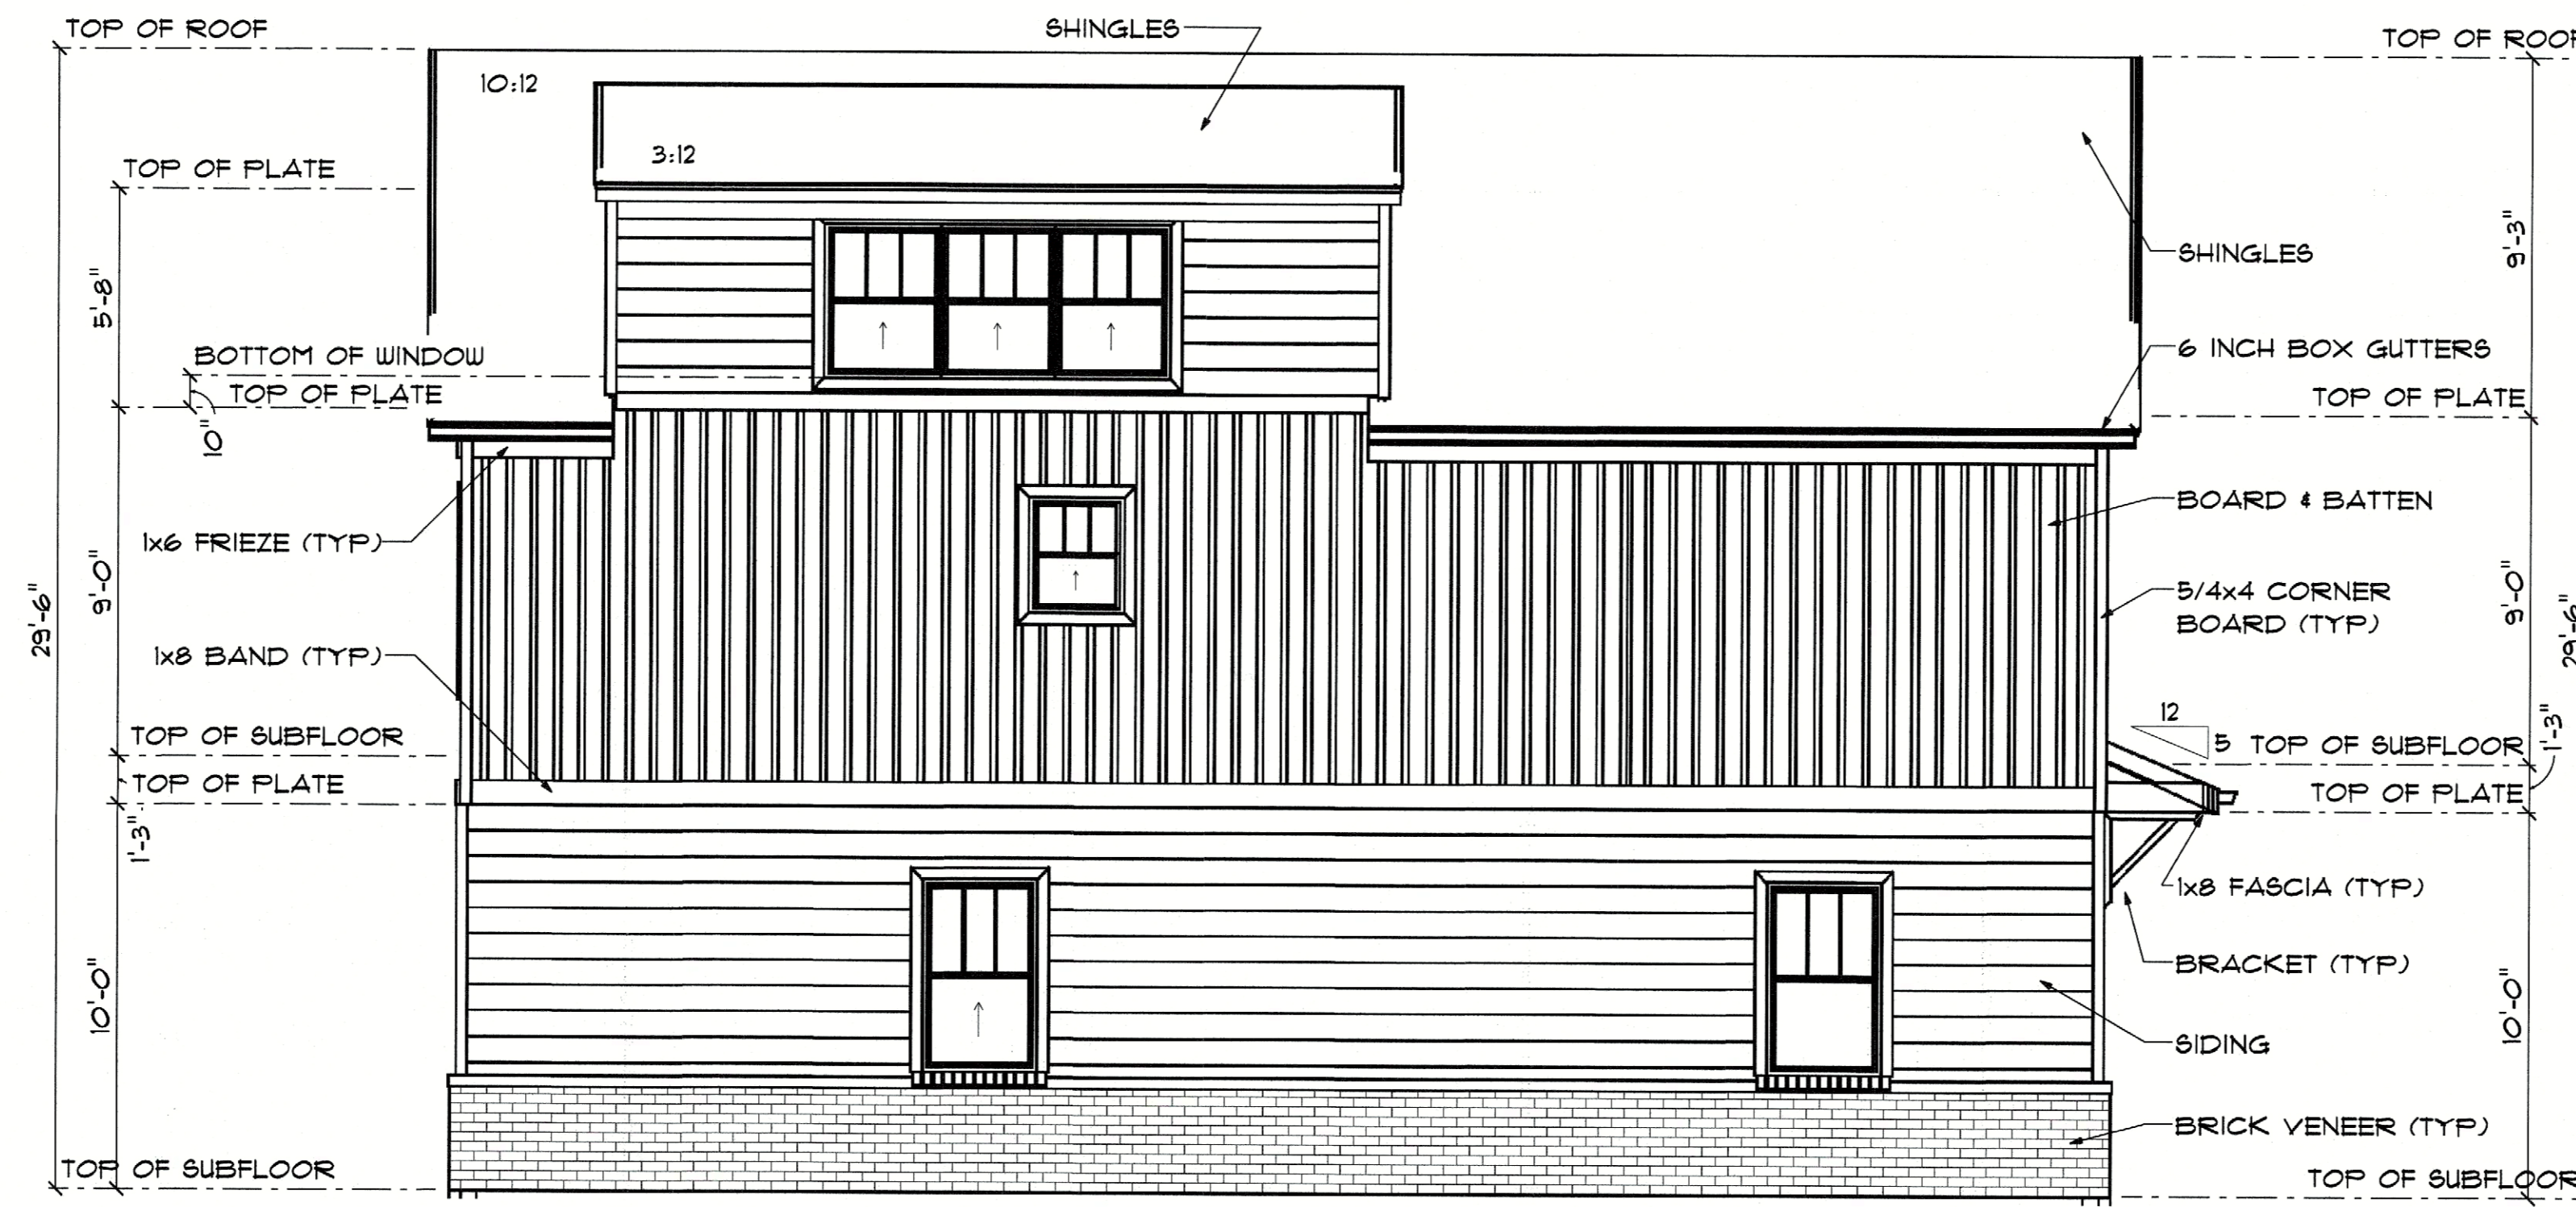 TOP OF ROOF
SHINGLES
TOP OF ROOF
10:12
3:12
TOP OF PLATE
5'-8"
9'-3"
SHINGLES
BOTTOM OF WINDOW
6 INCH BOX GUTTERS
TOP OF PLATE
TOP OF PLATE
10"
BOARD & BATTEN
1x6 FRIEZE (TYP)
9'-0"
9'-0"
29'-6"
29'-6"
5/4x4 CORNER
BOARD (TYP)
1x8 BAND (TYP)
12
5
TOP OF SUBFLOOR
TOP OF SUBFLOOR
1'-3"
TOP OF PLATE
TOP OF PLATE
1'-3"
1x8 FASCIA (TYP)
BRACKET (TYP)
10'-0"
10'-0"
SIDING
BRICK VENEER (TYP)
TOP OF SUBFLOOR
TOP OF SUBFLOOR